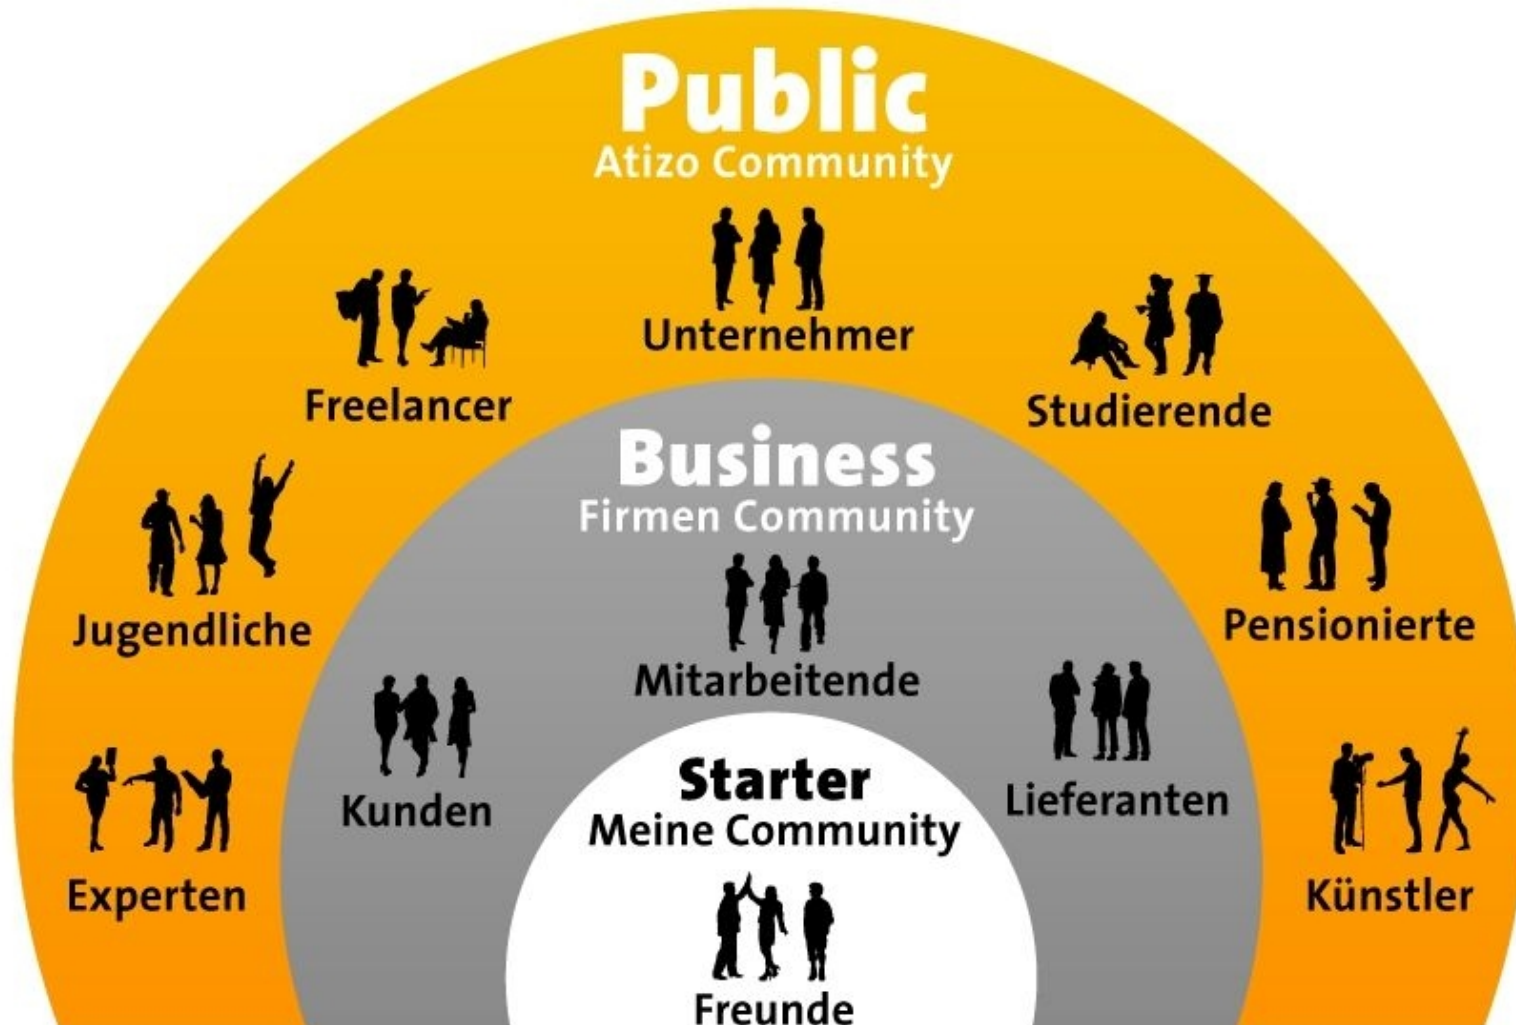 Public
Atizo Community
Unternehmer
Freelancer
Studierende
Jugendliche
Pensionierte
Experten
Künstler
Business
Firmen Community
Mitarbeitende
Kunden
Lieferanten
Starter
Meine Community
Freunde